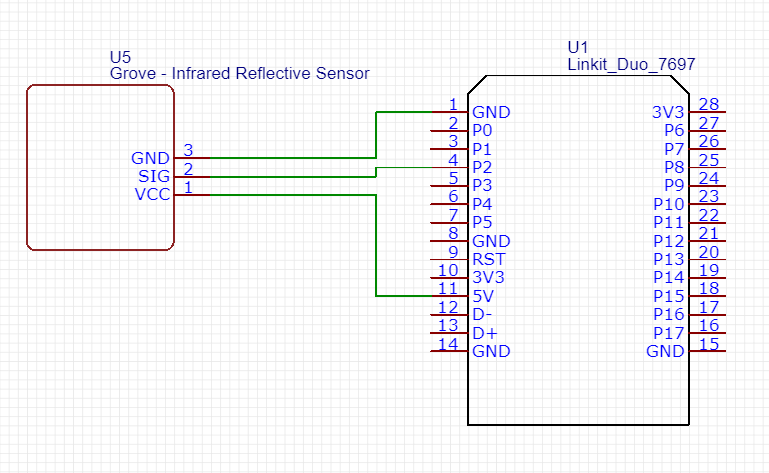 U5
Grove - Infrared Reflective Sensor
GND 3
SIG 2
VCC 1
U1
Linkit_Duo_7697
1 GND 3V3 28
2 P0 P6 27
3 P1 P7 26
4 P2 P8 25
5 P3 P9 24
6 P4 P10 23
7 P5 P11 22
8 GND P12 21
9 RST P13 20
10 3V3 P14 19
11 5V P15 18
12 D- P16 17
13 D+ P17 16
14 GND GND 15